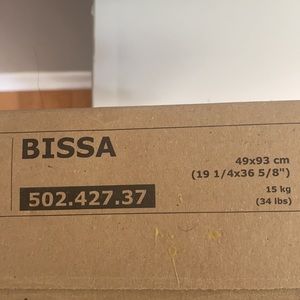 BISSA
49x93 cm
(19 1/4x36 5/8")
502.427.37
15 kg
(34 lbs)